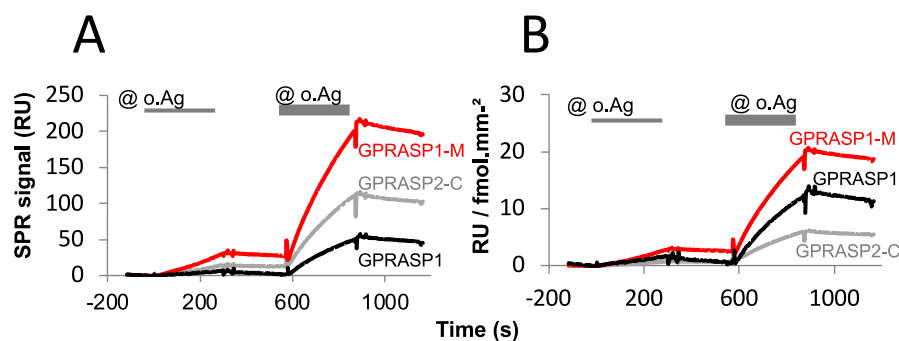 A
B
SPR signal (RU)
250
200
150
100
50
0
@ o.Ag
@ o.Ag
GPRASP1-M
GPRASP2-C
GPRASP1
-200
200
600
1000
RU / fmol.mm-²
30
20
10
0
@ o.Ag
@ o.Ag
GPRASP1-M
GPRASP1
GPRASP2-C
-200
200
600
1000
Time (s)